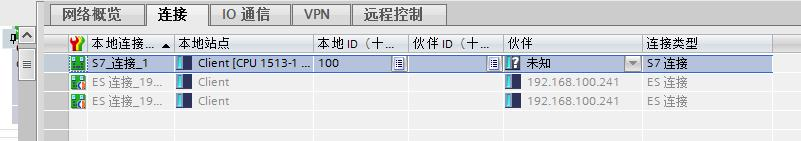 网络概览 连接 IO 通信 VPN 远程控制
本地连接... 本地站点 本地 ID（十... 伙伴 ID（十... 伙伴 连接类型
S7_连接_1 Client [CPU 1513-1 ... 100 未知 S7 连接
ES 连接_19... Client 192.168.100.241 ES 连接
ES 连接_19... Client 192.168.100.241 ES 连接